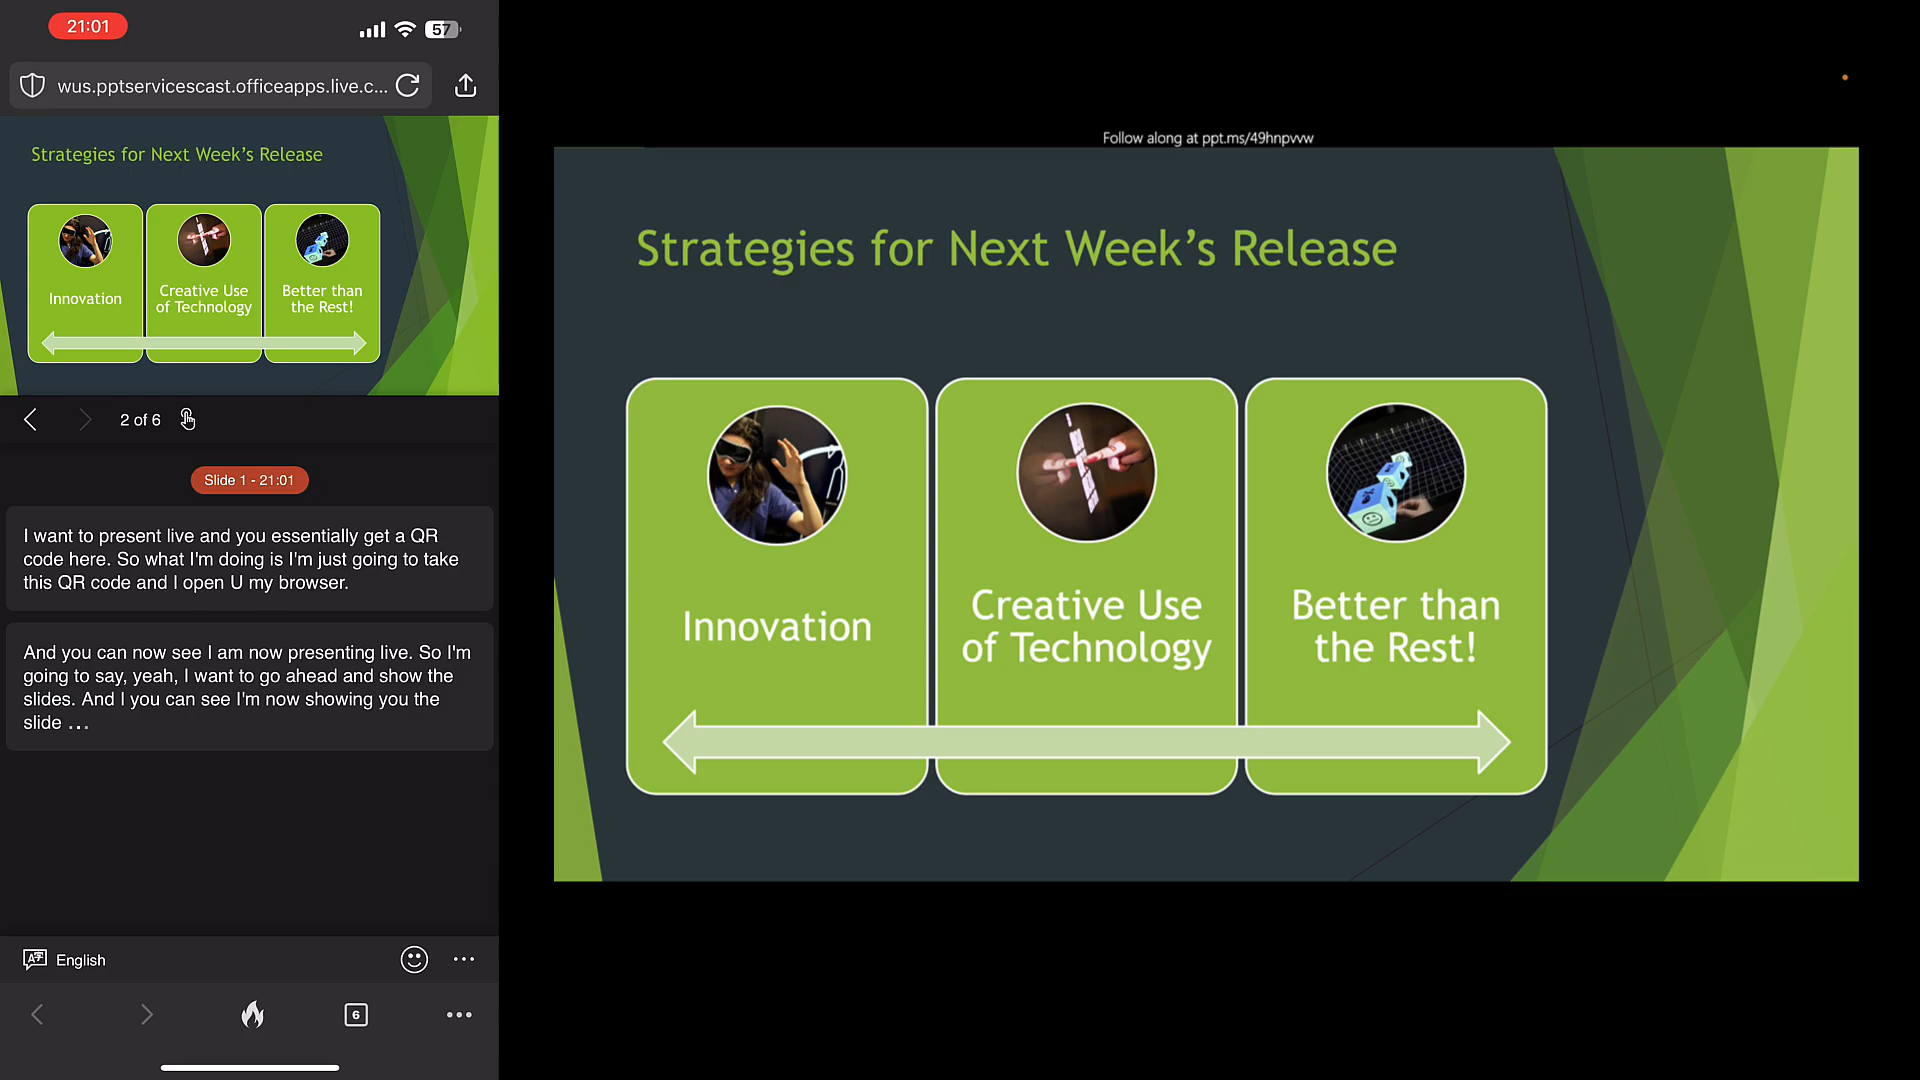 21:01
57
wus.pptservicescast.officeapps.live.c...
Strategies for Next Week's Release
Innovation
Creative Use
of Technology
Better than
the Rest!
2 of 6
Slide 1 - 21:01
I want to present live and you essentially get a QR
code here. So what I'm doing is I'm just going to take
this QR code and I open U my browser.
And you can now see I am now presenting live. So I'm
going to say, yeah, I want to go ahead and show the
slides. And I you can see I'm now showing you the
slide ...
English
6
Follow along at ppt.ms/49hnpvvw
Strategies for Next Week's Release
Innovation
Creative Use
of Technology
Better than
the Rest!